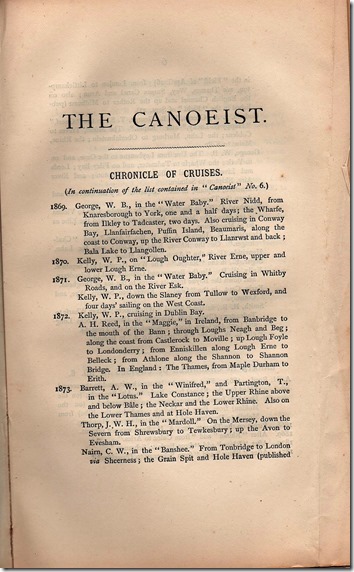 THE CANOEIST.
CHRONICLE OF CRUISES.
(In continuation of the list contained in "Canoeist" No. 6.)
1869. George, W. B., in the "Water Baby." River Nidd, from
Knaresborough to York, one and a half days; the Wharfe,
from Ilkley to Tadcaster, two days. Also cruising in Conway
Bay, Llanfairfschen, Puffin Island, Beaumaris, along the
coast to Conway, up the River Conway to Llanrwst and back;
Bala Lake to Llangollen.
1870. Kelly, W. P., on "Lough Oughter," River Erne, upper and
lower Lough Erne.
1871. George, W. B., in the "Water Baby." Cruising in Whitby
Roads, and on the River Esk.
Kelly, W. P., down the Slaney from Tullow to Wexford, and
four days' sailing on the West Coast.
1872. Kelly, W. P., cruising in Dublin Bay.
A. H. Reed, in the "Maggie," in Ireland, from Banbridge to
the Bann; through Loughs Neagh and Beg;
along the coast from Castlerock to Moville; up Lough Foyle
to Londonderry; from Enniskillen along Lough Erne to
Belleek; from Athlone along the Shannon to Shannon
Bridge. In England: The Thames, from Maple Durham to
Erith.
1873. Barrett, A. W., in the "Winifred," and Partington, T.,
in the "Lotus." Lake Constance; the Upper Rhine above
and below Bâle; the Neckar and the Lower Rhine. Also on
the Lower Thames and at Hole Haven.
Thorp, J. W. H., in the "Mardoll." On the Mersey, down the
Severn from Shrewsbury to Tewkesbury; up the Avon to
Evesham.
Nairn, C. W., in the "Banshee." From Tonbridge to London
via Sheerness; the Grain Spit and Hole Haven (published